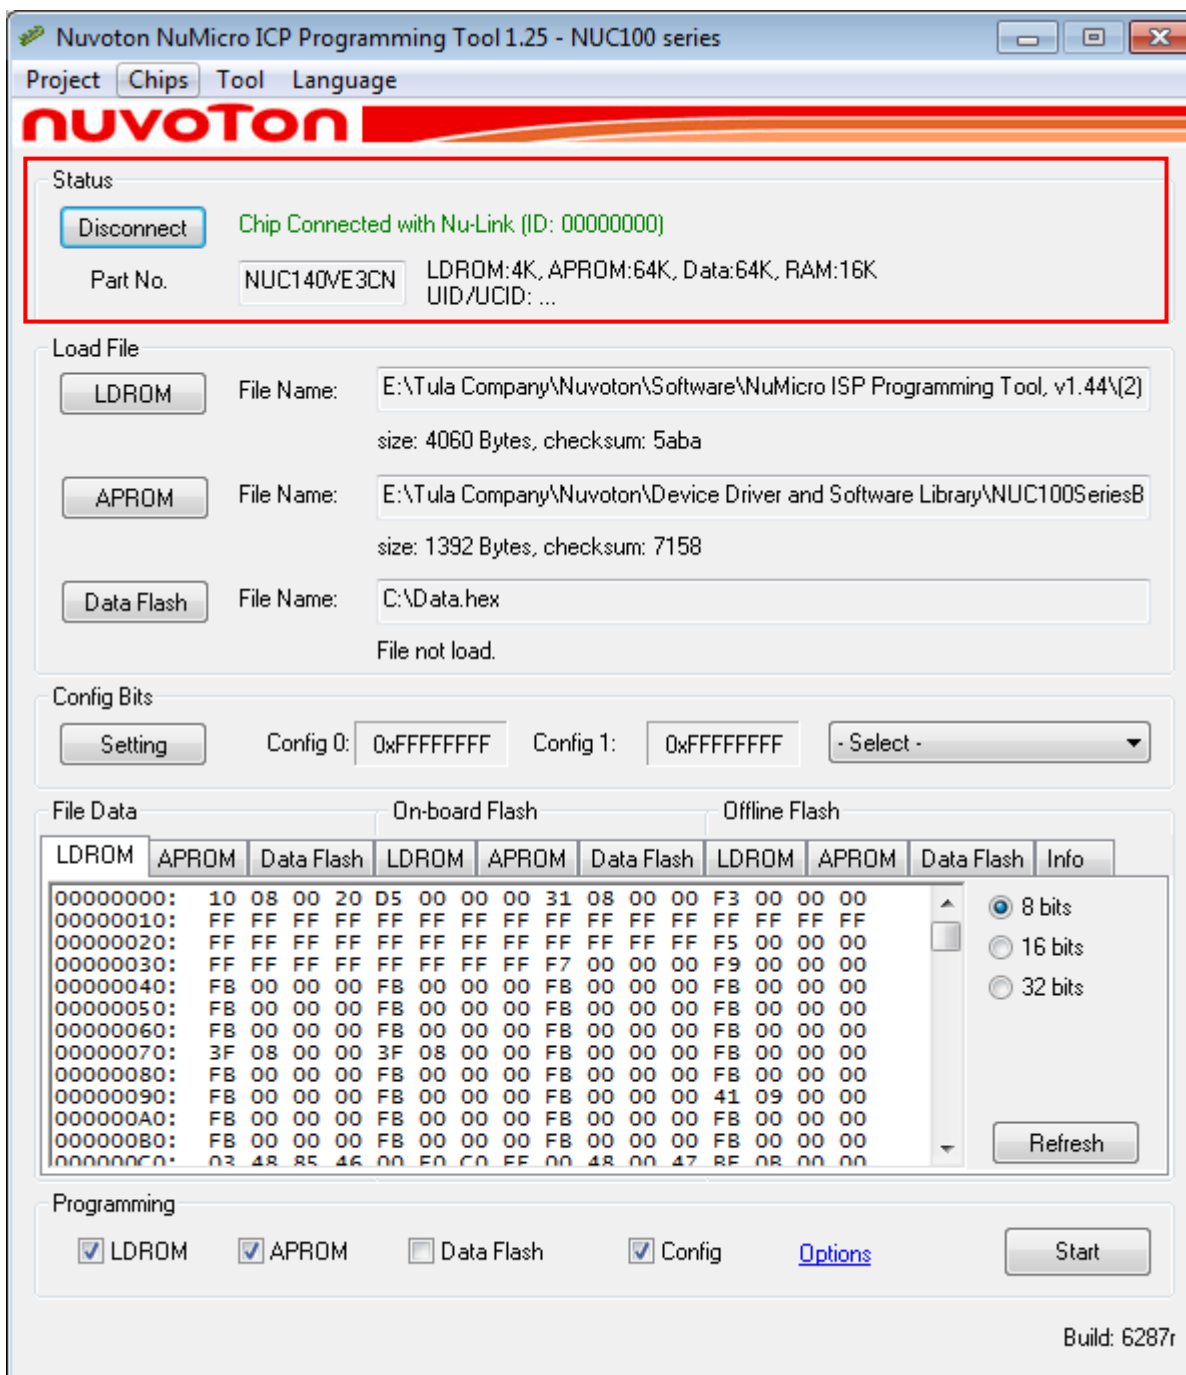 Nuvoton NuMicro ICP Programming Tool 1.25 - NUC100 series
Project Chips Tool Language
nuvoTon
Status
Disconnect Chip Connected with Nu-Link (ID: 00000000)
Part No. NUC140VE3CN LDROM:4K, APROM:64K, Data:64K, RAM:16K
UID/UCID: ...
Load File
LDROM File Name: E:\Tula Company\Nuvoton\Software\NuMicro ISP Programming Tool, v1.44\(2)
size: 4060 Bytes, checksum: 5aba
APROM File Name: E:\Tula Company\Nuvoton\Device Driver and Software Library\NUC100SeriesB
size: 1392 Bytes, checksum: 7158
Data Flash File Name: C:\Data.hex
File not load.
Config Bits
Setting Config 0: 0xFFFFFFFF Config 1: 0xFFFFFFFF - Select -
File Data On-board Flash Offline Flash
LDROM APROM Data Flash LDROM APROM Data Flash LDROM APROM Data Flash Info
00000000: 10 08 00 20 D5 00 00 00 31 08 00 00 F3 00 00 00
00000010: FF FF FF FF FF FF FF FF FF FF FF FF FF FF FF FF
00000020: FF FF FF FF FF FF FF FF FF FF FF FF F5 00 00 00
00000030: FF FF FF FF FF FF FF FF F7 00 00 00 F9 00 00 00
00000040: FB 00 00 00 FB 00 00 00 FB 00 00 00 FB 00 00 00
00000050: FB 00 00 00 FB 00 00 00 FB 00 00 00 FB 00 00 00
00000060: FB 00 00 00 FB 00 00 00 FB 00 00 00 FB 00 00 00
00000070: 3F 08 00 00 3F 08 00 00 FB 00 00 00 FB 00 00 00
00000080: FB 00 00 00 FB 00 00 00 FB 00 00 00 FB 00 00 00
00000090: FB 00 00 00 FB 00 00 00 FB 00 00 00 41 09 00 00
000000A0: FB 00 00 00 FB 00 00 00 FB 00 00 00 FB 00 00 00
000000B0: FB 00 00 00 FB 00 00 00 FB 00 00 00 FB 00 00 00
000000C0: 03 48 85 46 00 F0 C0 FF 00 48 00 47 BF 0B 00 00
8 bits
16 bits
32 bits
Refresh
Programming
LDROM APROM Data Flash Config Options Start
Build: 6287r